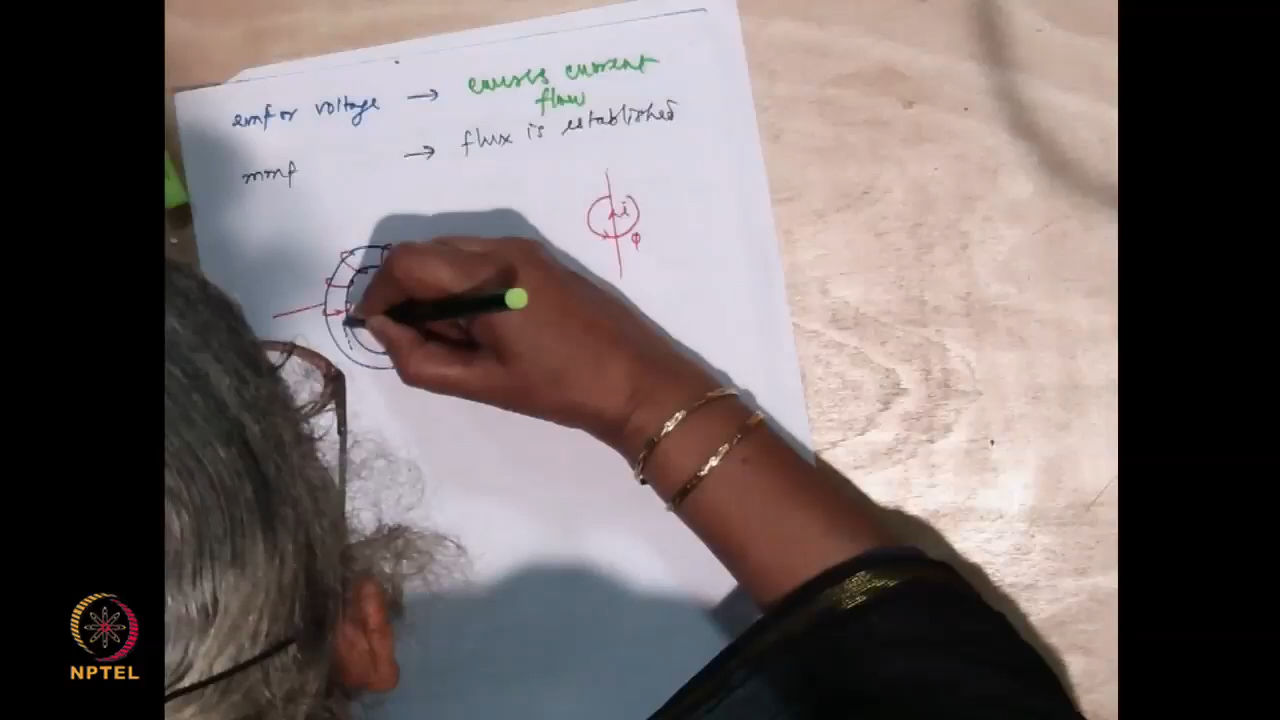 emf or voltage → causes current
flow
mmf → flux is established
i
φ
NPTEL